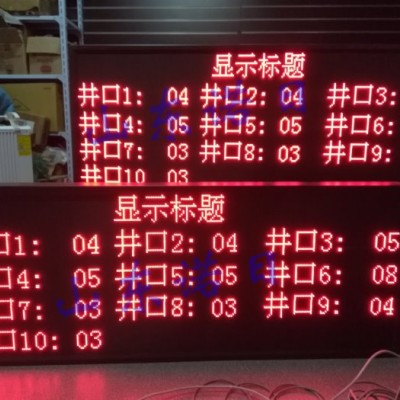 显示标题
井口1: 04 井口2: 04 井口3:
井口4: 05 井口5: 05 井口6:
井口7: 03 井口8: 03 井口9:
井口10 03
显示标题
口1: 04 井口2: 04 井口3: 05
口4: 05 井口5: 05 井口6: 08
口7: 03 井口8: 03 井口9: 04
口10: 03
山东诺日